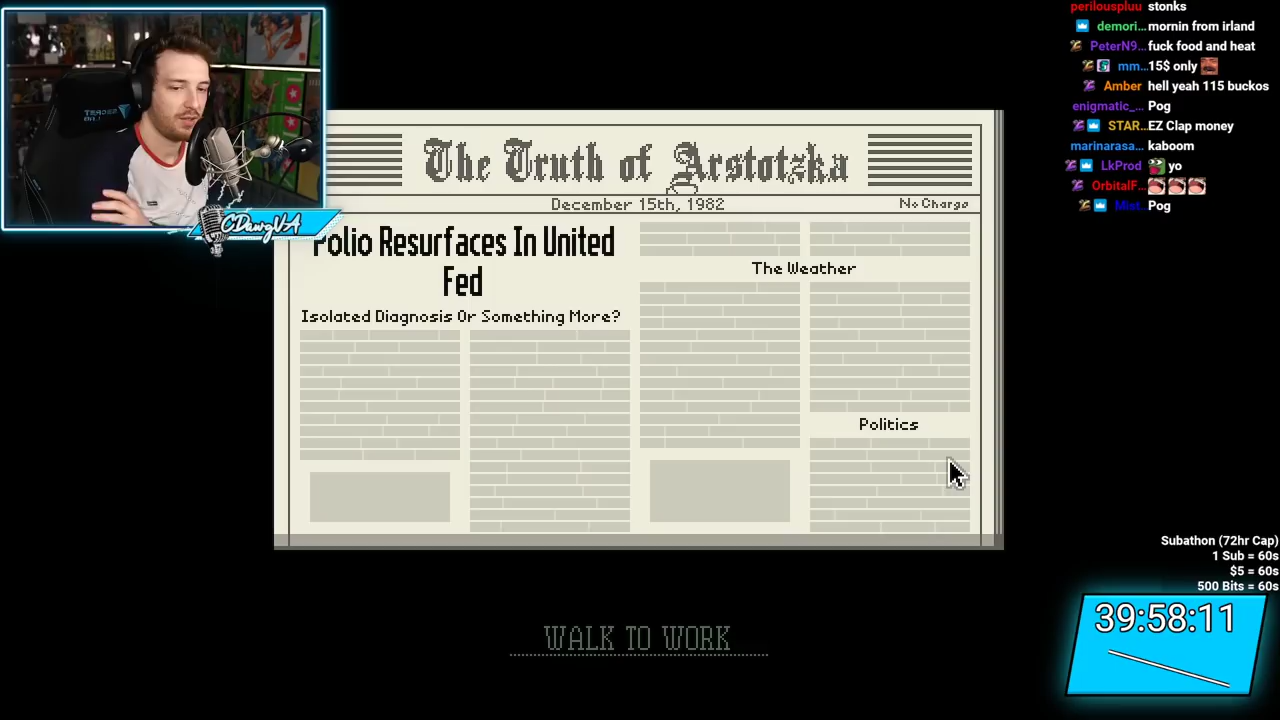 The Truth of Arstotzka
December 15th, 1982
No Charge
Polio Resurfaces In United
Fed
Isolated Diagnosis Or Something More?
The Weather
Politics
WALK TO WORK
CDawgVA
perilouspluu stonks
demori... mornin from irland
PeterN9... fuck food and heat
mm... 15$ only
Amber hell yeah 115 buckos
enigmatic_... Pog
STAR... EZ Clap money
marinarasa... kaboom
LkProd yo
OrbitalF...
Mist... Pog
Subathon (72hr Cap)
1 Sub = 60s
$5 = 60s
500 Bits = 60s
39:58:11